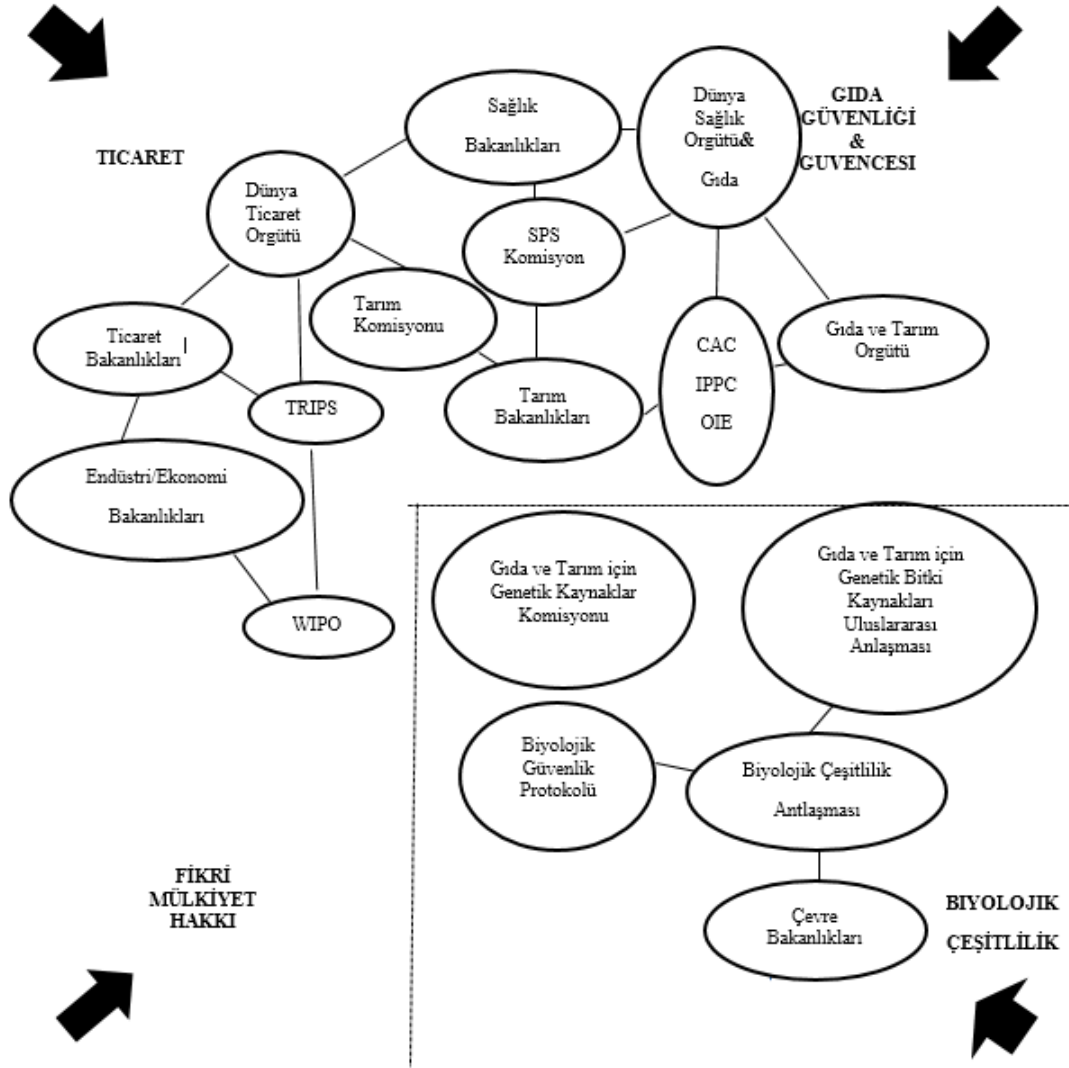 TICARET
Dünya
Ticaret
Orgütü
Sağlık
Bakanlıkları
Dünya
Sağlık
Orgütü&
Gıda
GIDA
GÜVENLİĞİ
&
GUVENCESI
SPS
Komisyon
Tarım
Komisyonu
Ticaret
Bakanlıkları
TRIPS
Tarım
Bakanlıkları
CAC
IPPC
OIE
Gıda ve Tarım
Orgütü
Endüstri/Ekonomi
Bakanlıkları
WIPO
Gıda ve Tarım için
Genetik Kaynaklar
Komisyonu
Gıda ve Tarım için
Genetik Bitki
Kaynakları
Uluslararası
Anlaşması
Biyolojik
Güvenlik
Protokolü
Biyolojik Çeşitlilik
Antlaşması
Çevre
Bakanlıkları
FİKRİ
MÜLKİYET
HAKKI
BIYOLOJIK
ÇEŞİTLİLİK